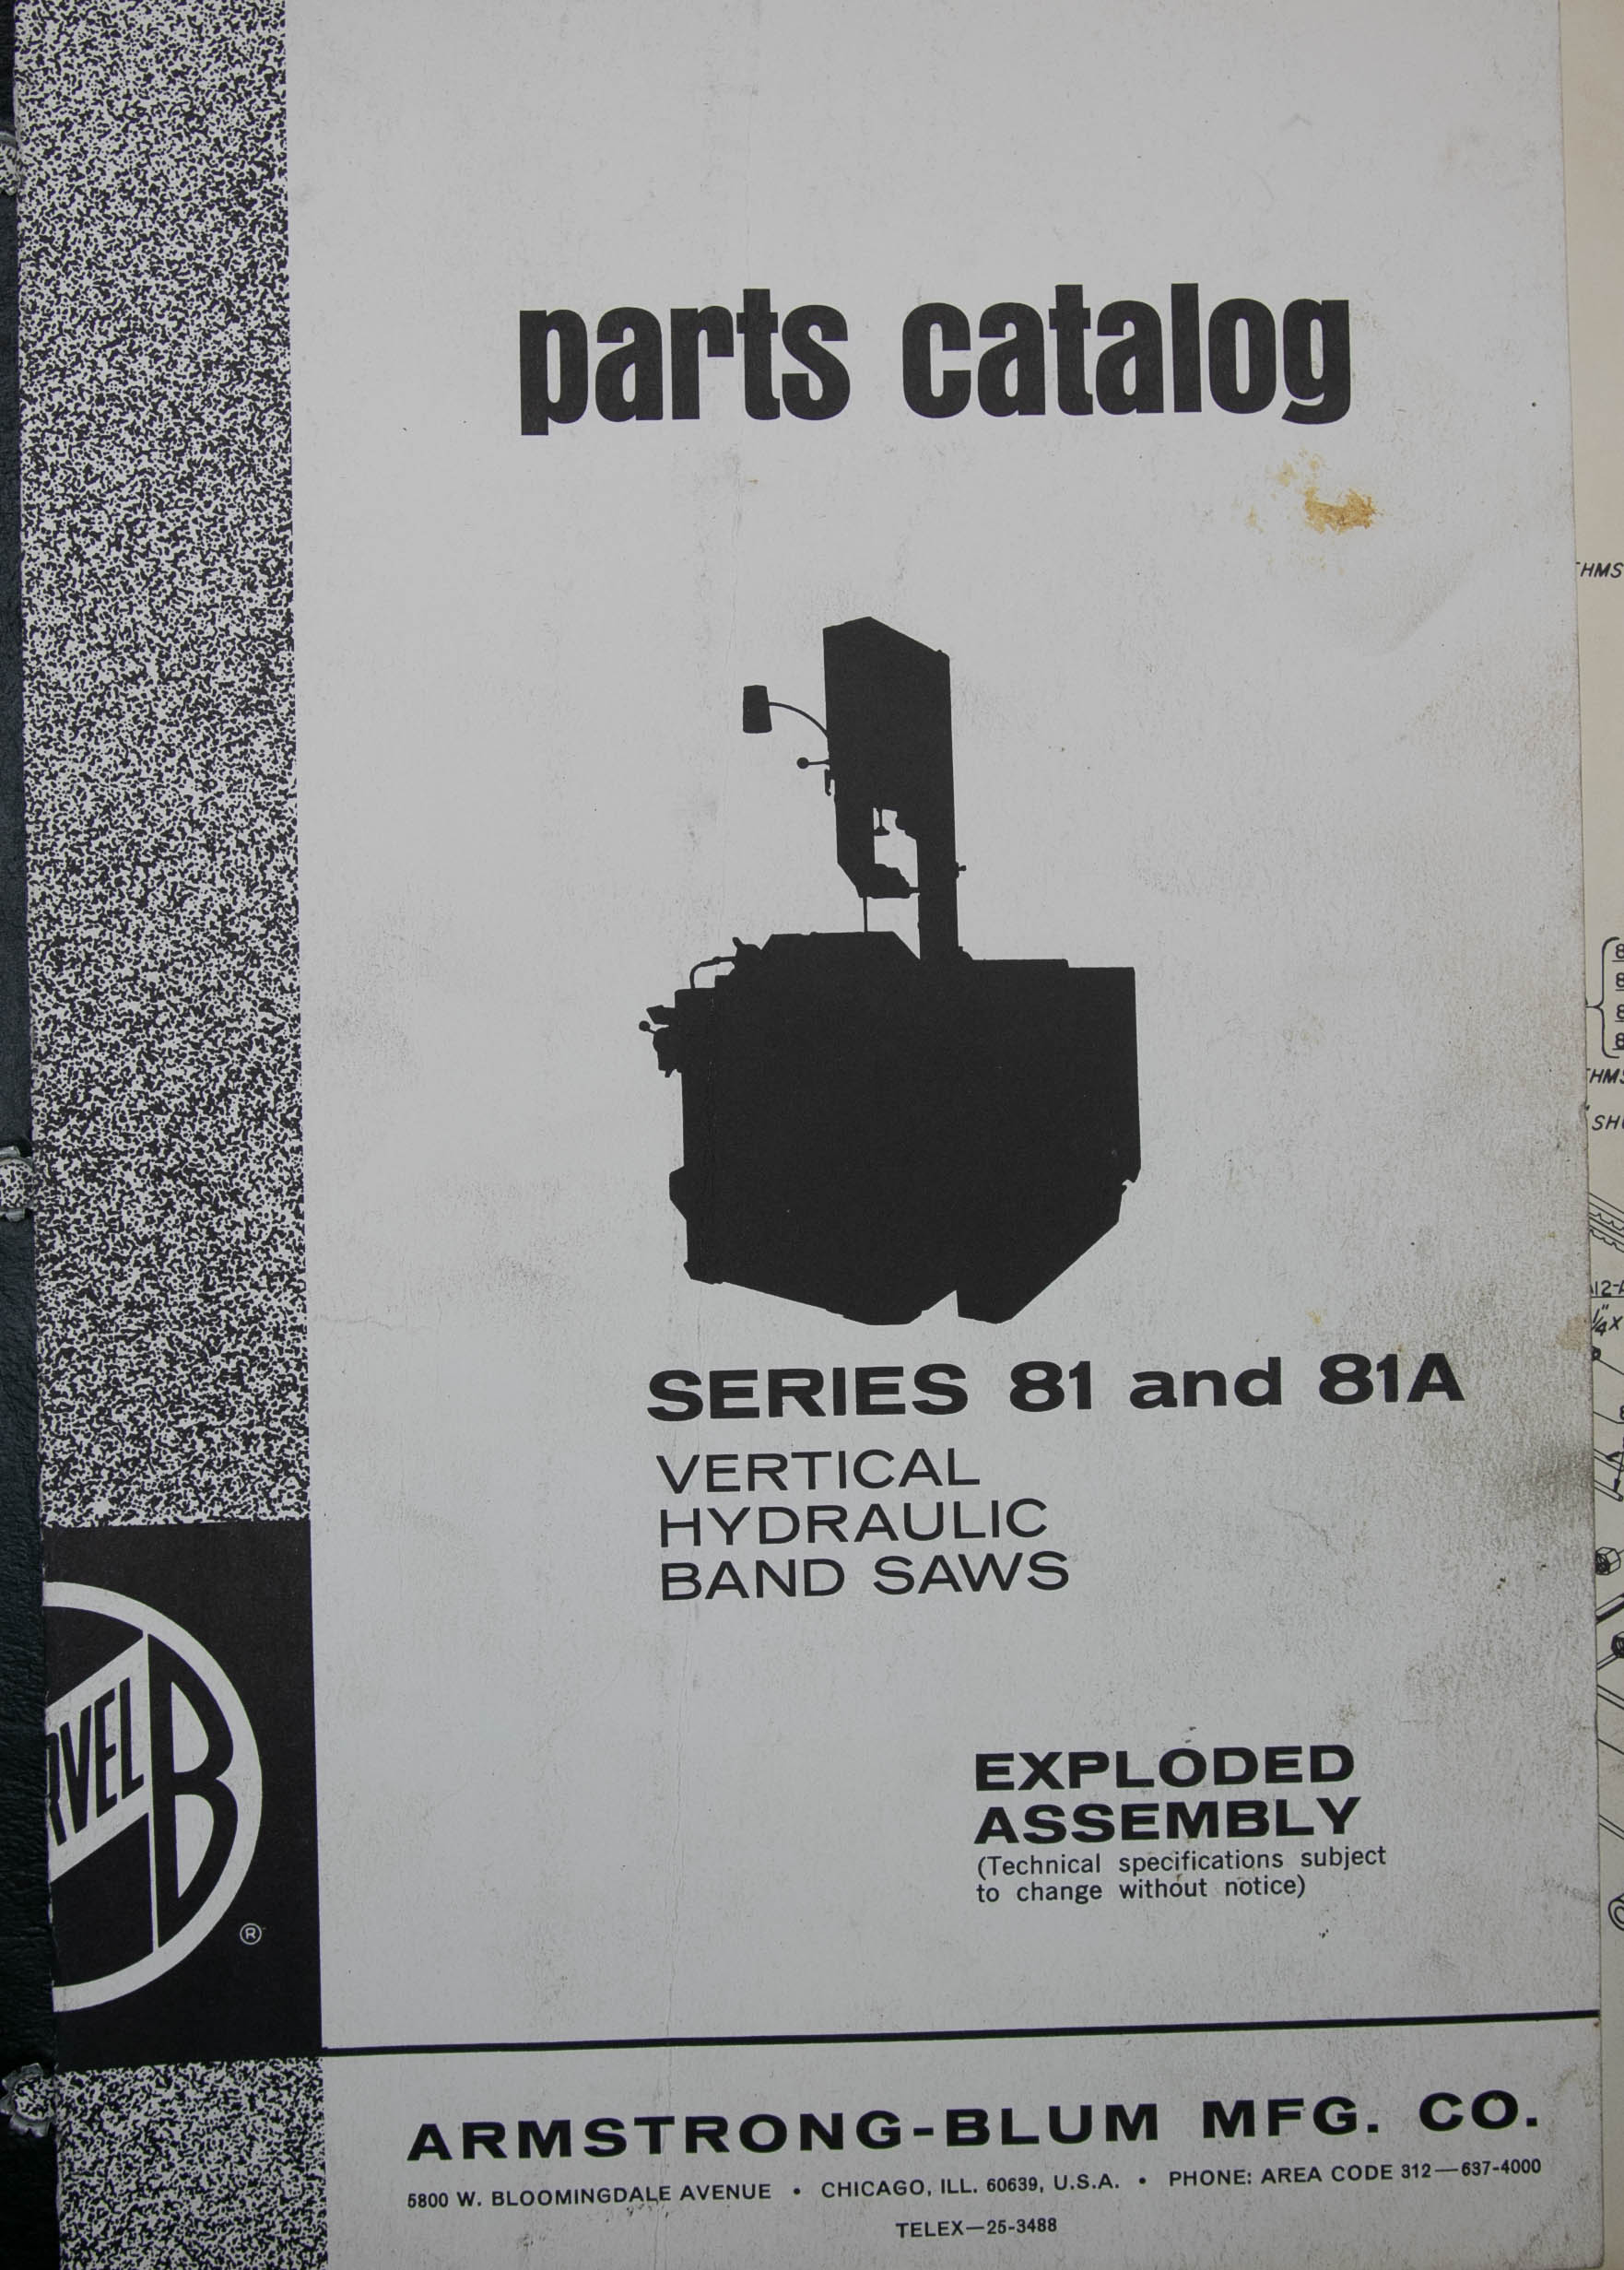 parts catalog
SERIES 81 and 81A
VERTICAL
HYDRAULIC
BAND SAWS
RVEL B
®
EXPLODED
ASSEMBLY
(Technical specifications subject
to change without notice)
ARMSTRONG-BLUM MFG. CO.
5800 W. BLOOMINGDALE AVENUE • CHICAGO, ILL. 60639, U.S.A. • PHONE: AREA CODE 312—637-4000
TELEX—25-3488